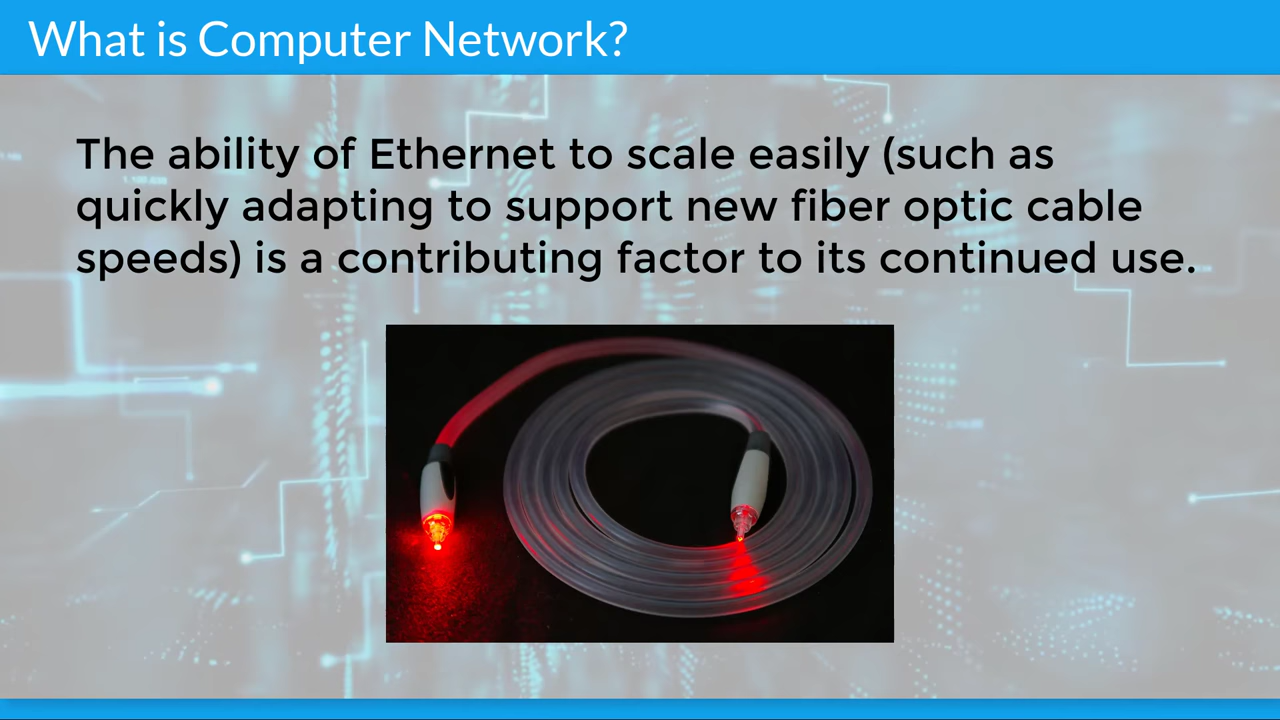 What is Computer Network?
The ability of Ethernet to scale easily (such as
quickly adapting to support new fiber optic cable
speeds) is a contributing factor to its continued use.